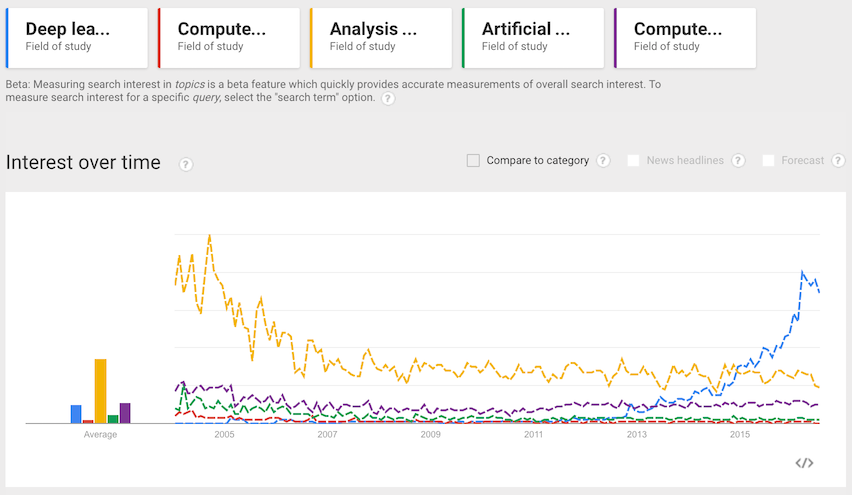 Deep lea...
Field of study
Compute...
Field of study
Analysis ...
Field of study
Artificial ...
Field of study
Compute...
Field of study
Beta: Measuring search interest in topics is a beta feature which quickly provides accurate measurements of overall search interest. To
measure search interest for a specific query, select the "search term" option. ?
Interest over time ?
Compare to category ? News headlines ? Forecast ?
Average 2005 2007 2009 2011 2013 2015
</>